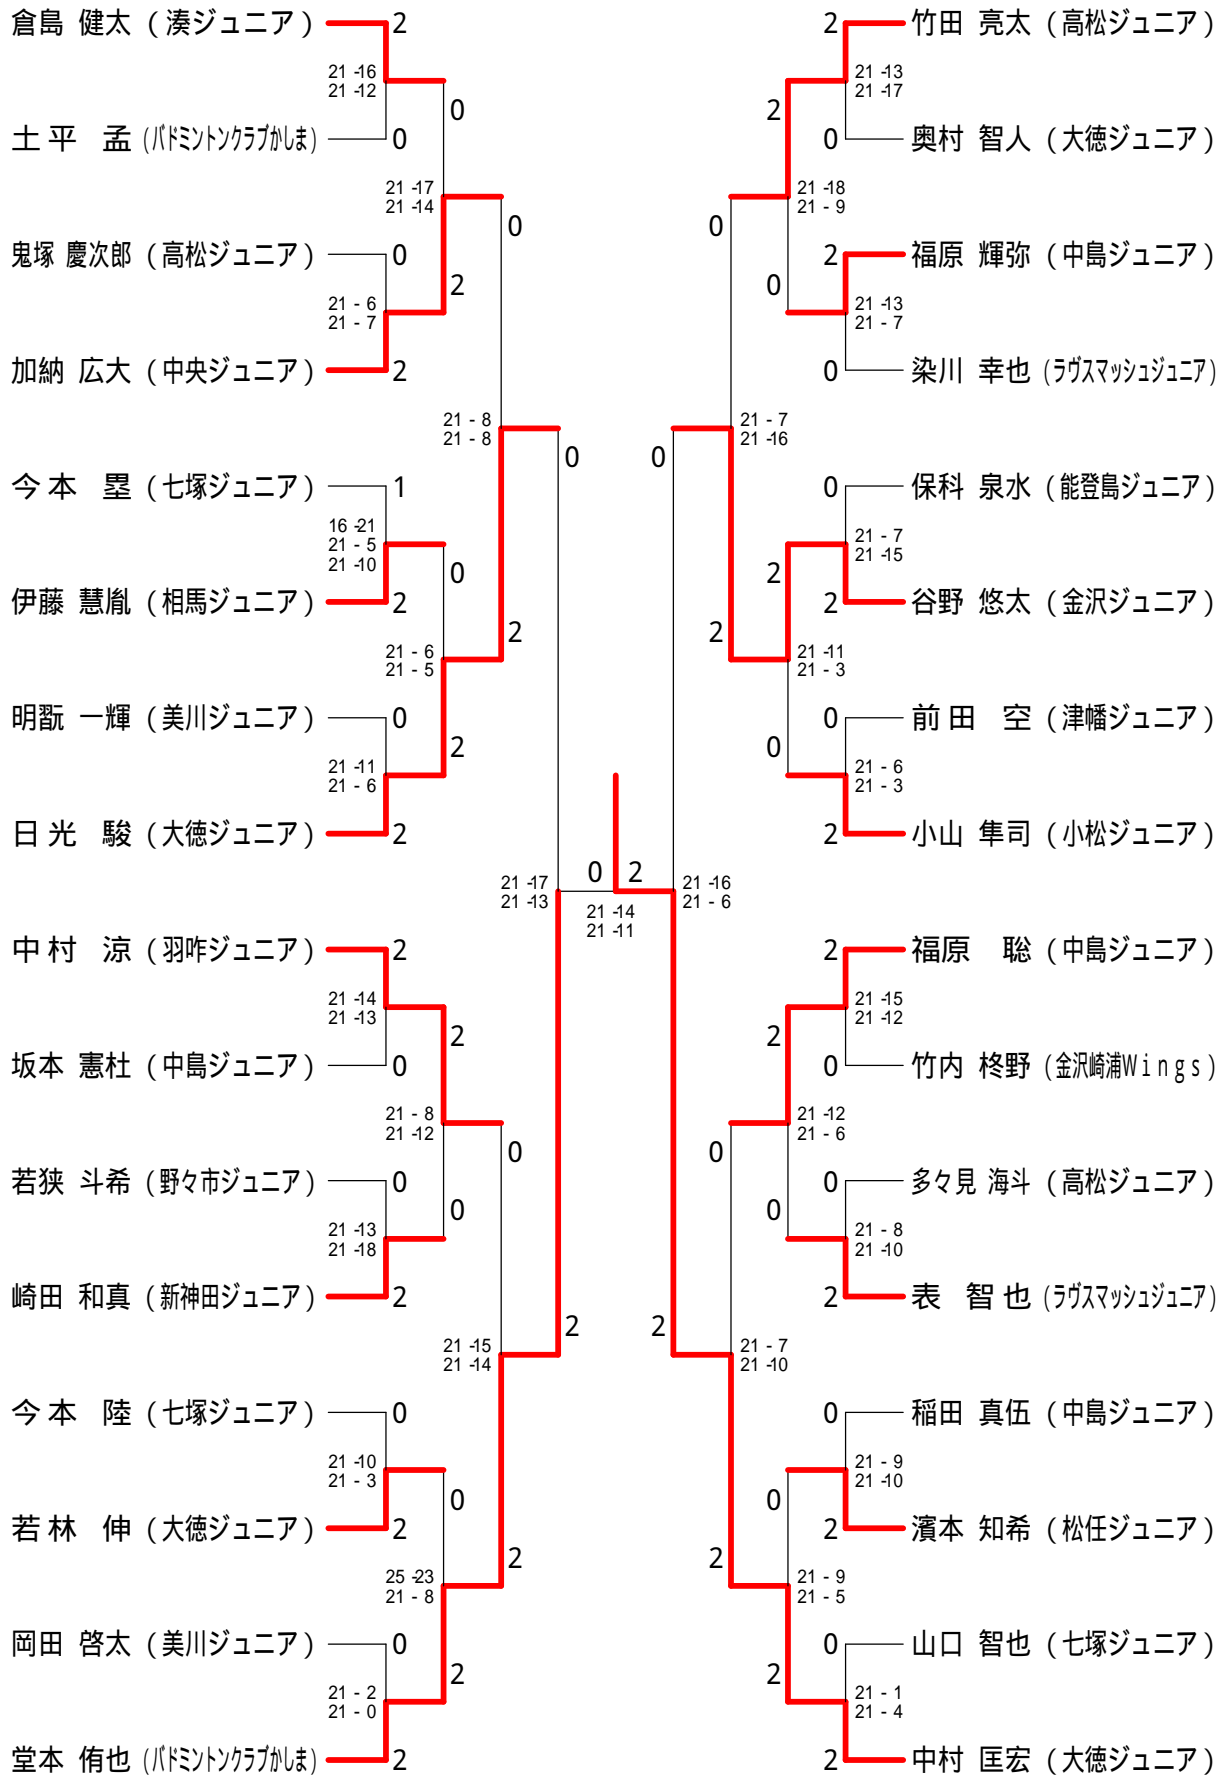 倉島 健太 (湊ジュニア) 2
21 -16
21 -12
0
土平 孟 (バドミントンクラブかしま) 0
21 -17
21 -14
0
鬼塚 慶次郎 (高松ジュニア) 0
2
21 - 6
21 - 7
加納 広大 (中央ジュニア) 2
21 - 8
21 - 8
0
今本 塁 (七塚ジュニア) 1
16 -21
21 - 5
21 -10
0
伊藤 慧胤 (相馬ジュニア) 2
2
21 - 6
21 - 5
明翫 一輝 (美川ジュニア) 0
2
21 -11
21 - 6
日光 駿 (大徳ジュニア) 2
21 -17
21 -13
0 2
21 -14
21 -11
中村 涼 (羽咋ジュニア) 2
21 -14
21 -13
2
坂本 憲杜 (中島ジュニア) 0
21 - 8
21 -12
0
若狭 斗希 (野々市ジュニア) 0
0
21 -13
21 -18
崎田 和真 (新神田ジュニア) 2
2
21 -15
21 -14
今本 陸 (七塚ジュニア) 0
21 -10
21 - 3
0
若林 伸 (大徳ジュニア) 2
2
25 -23
21 - 8
岡田 啓太 (美川ジュニア) 0
2
21 - 2
21 - 0
堂本 侑也 (バドミントンクラブかしま) 2
2 竹田 亮太 (高松ジュニア)
21 -13
21 -17
2
0 奥村 智人 (大徳ジュニア)
21 -18
21 - 9
0
2 福原 輝弥 (中島ジュニア)
0
21 -13
21 - 7
0 染川 幸也 (ラヴスマッシュジュニア)
21 - 7
21 -16
0
0 保科 泉水 (能登島ジュニア)
21 - 7
21 -15
2
2 谷野 悠太 (金沢ジュニア)
2
21 -11
21 - 3
0 前田 空 (津幡ジュニア)
0
21 - 6
21 - 3
2 小山 隼司 (小松ジュニア)
21 -16
21 - 6
2 福原 聡 (中島ジュニア)
21 -15
21 -12
2
0 竹内 柊野 (金沢崎浦Wings)
21 -12
21 - 6
0
0 多々見 海斗 (高松ジュニア)
0
21 - 8
21 -10
2 表 智也 (ラヴスマッシュジュニア)
2
21 - 7
21 -10
0 稲田 真伍 (中島ジュニア)
21 - 9
21 -10
0
2 濱本 知希 (松任ジュニア)
2
21 - 9
21 - 5
0 山口 智也 (七塚ジュニア)
2
21 - 1
21 - 4
2 中村 匡宏 (大徳ジュニア)